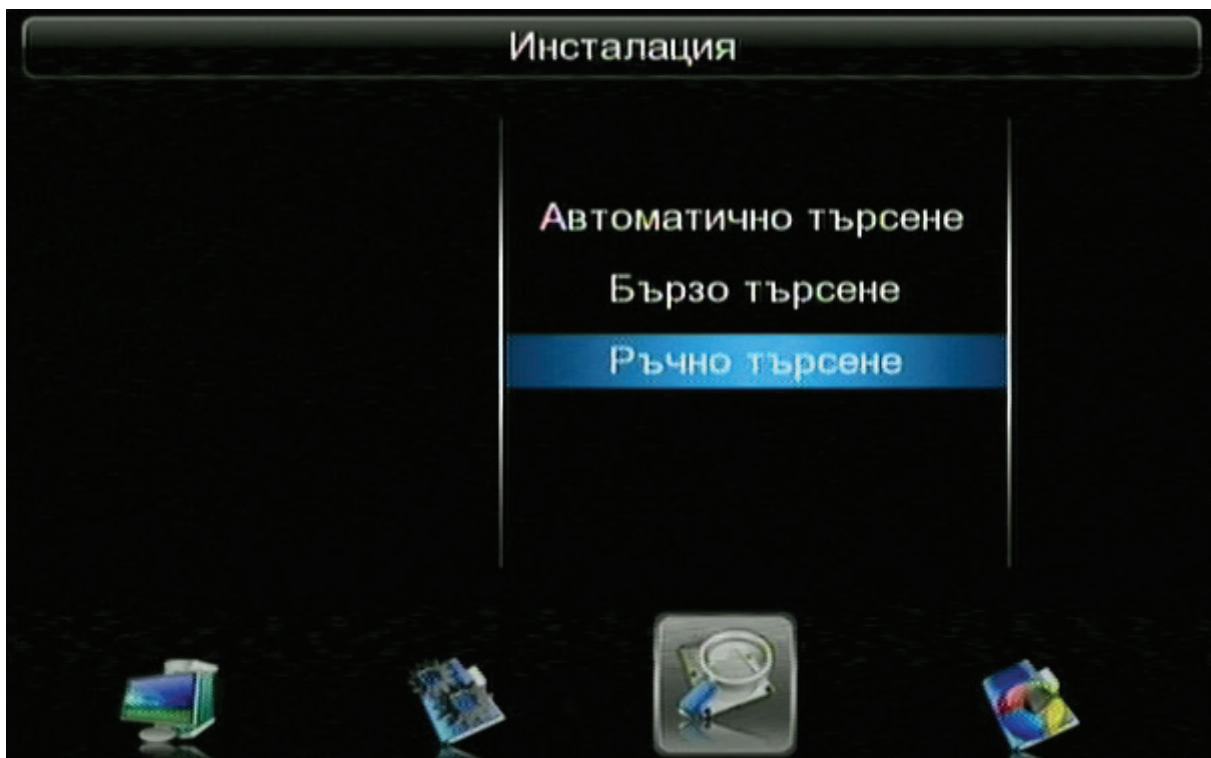 Инсталация
Автоматично търсене
Бързо търсене
Ръчно търсене